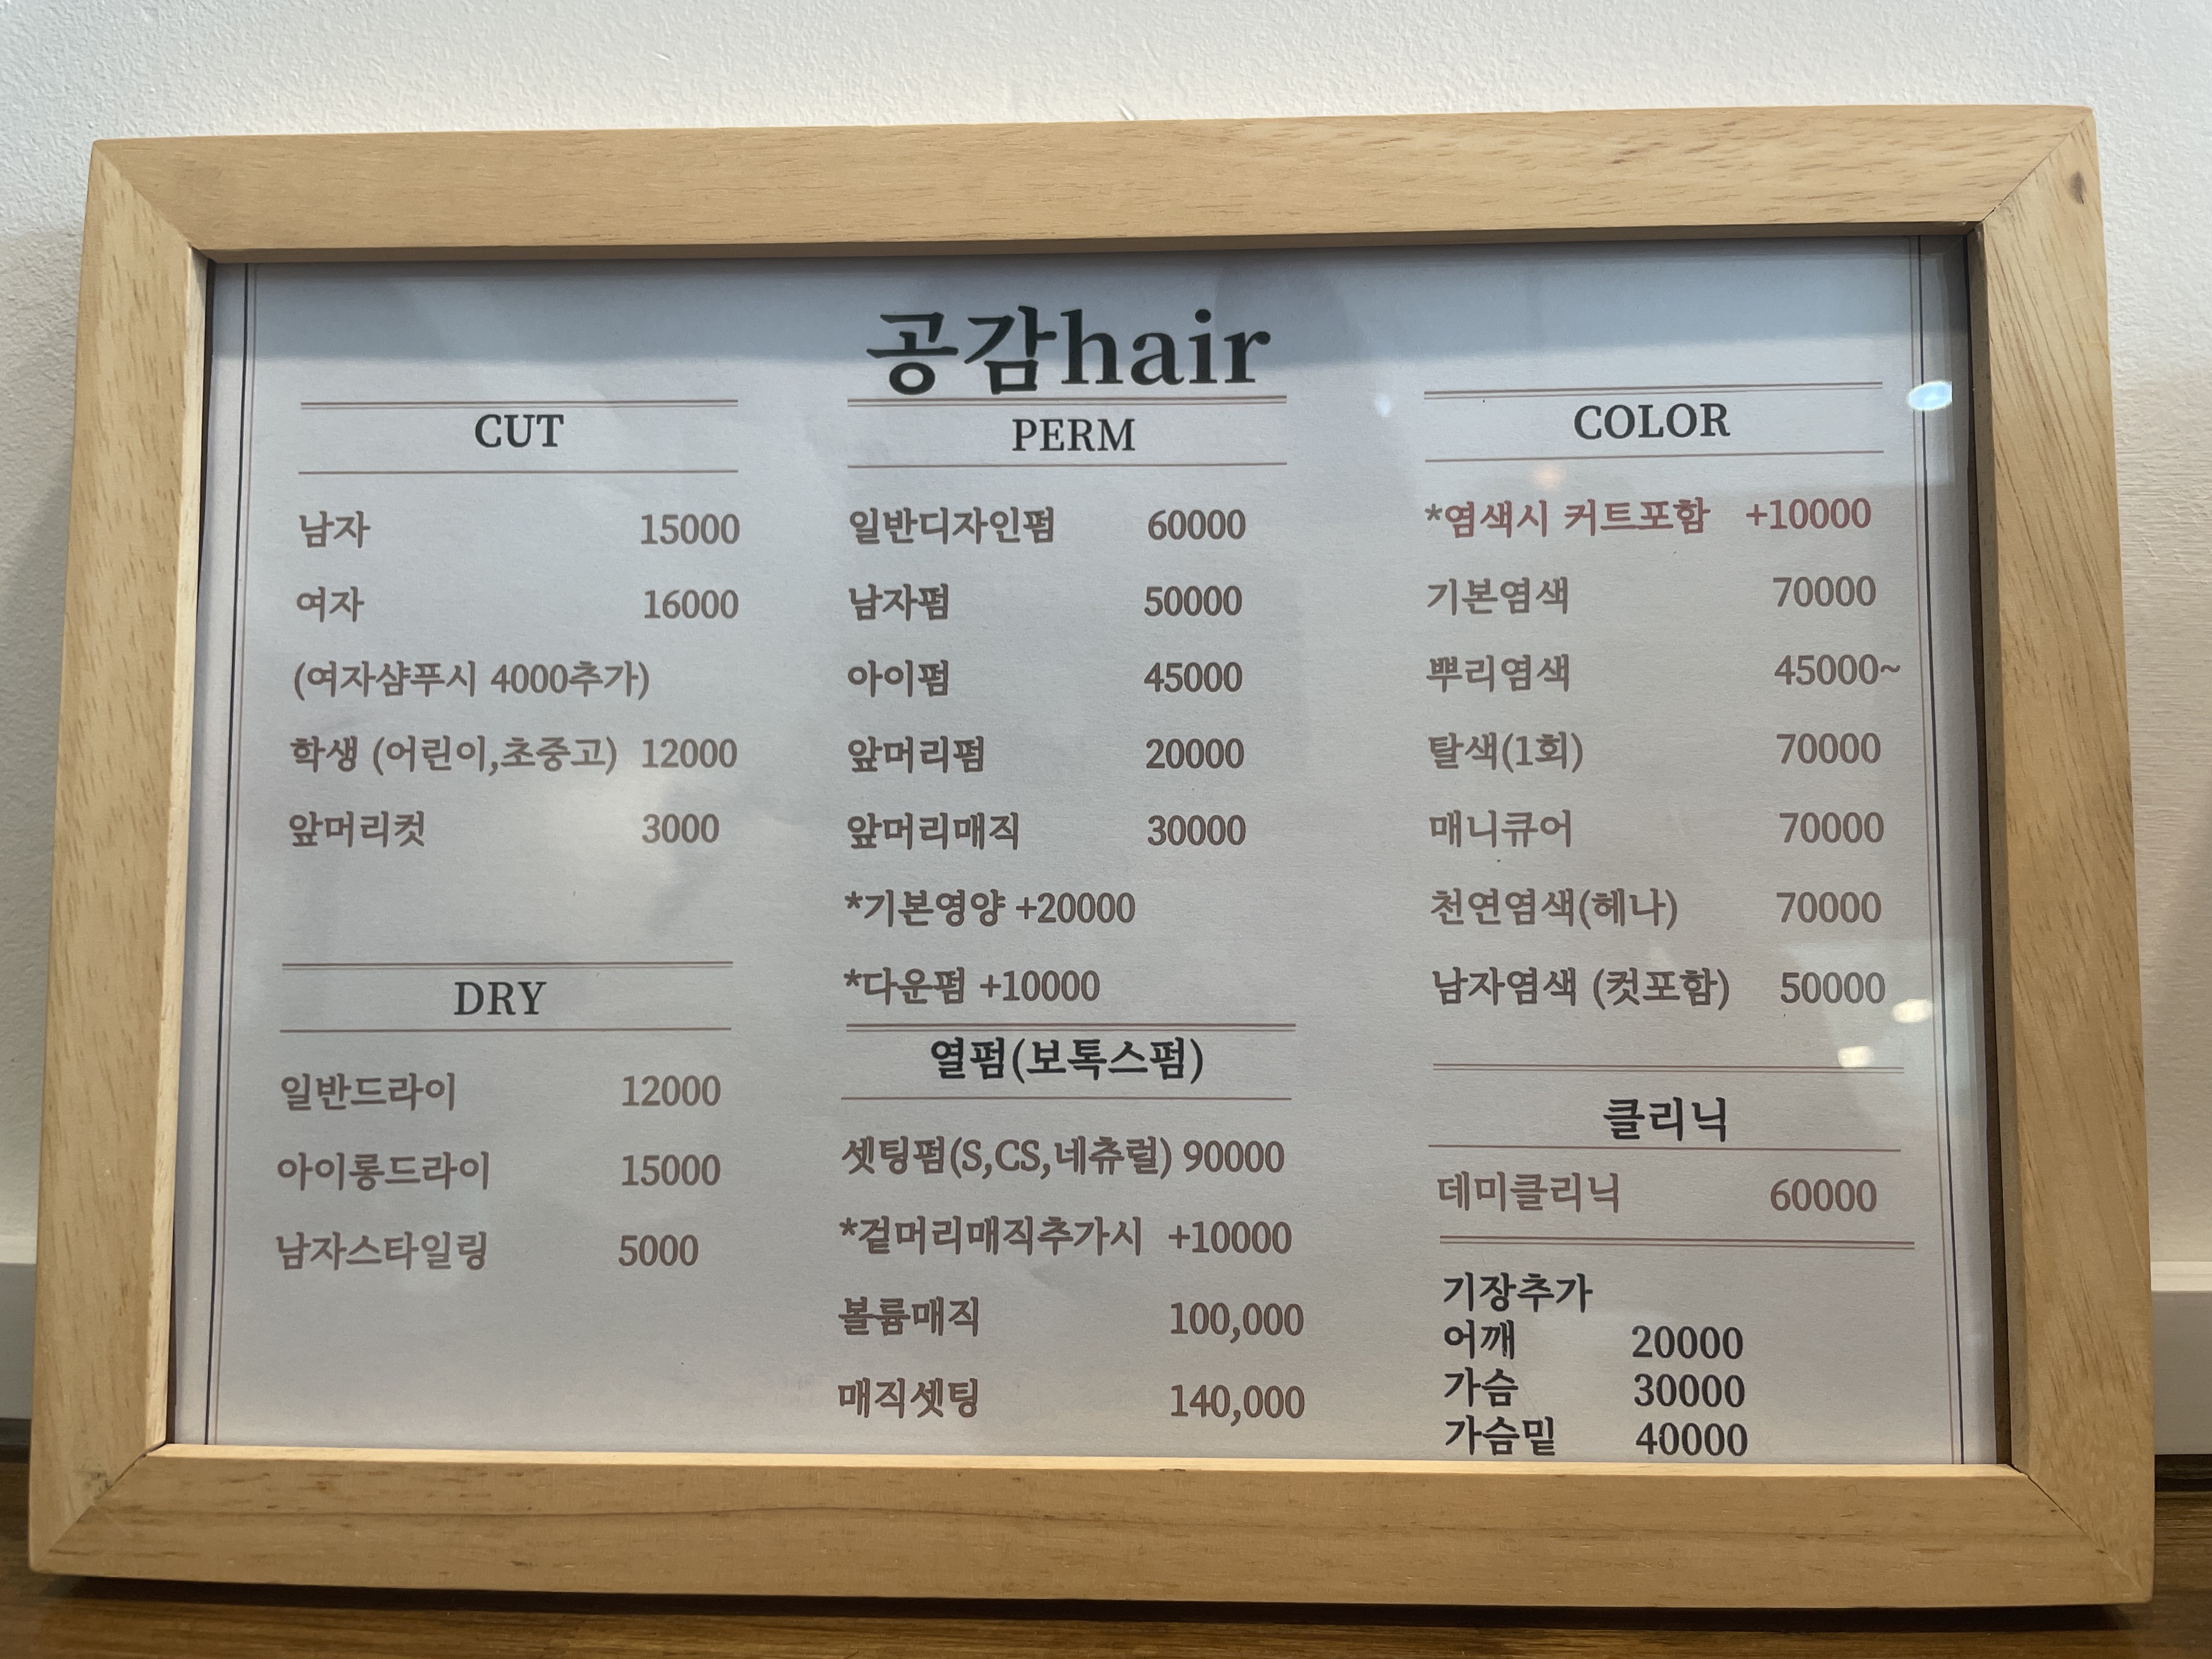 공감hair
CUT
남자 15000
여자 16000
(여자샴푸시 4000추가)
학생 (어린이,초중고) 12000
앞머리컷 3000
DRY
일반드라이 12000
아이롱드라이 15000
남자스타일링 5000
PERM
일반디자인펌 60000
남자펌 50000
아이펌 45000
앞머리펌 20000
앞머리매직 30000
*기본영양 +20000
*다운펌 +10000
열펌(보톡스펌)
셋팅펌(S,CS,네츄럴) 90000
*겉머리매직추가시 +10000
볼륨매직 100,000
매직셋팅 140,000
COLOR
*염색시 커트포함 +10000
기본염색 70000
뿌리염색 45000~
탈색(1회) 70000
매니큐어 70000
천연염색(헤나) 70000
남자염색 (컷포함) 50000
클리닉
데미클리닉 60000
기장추가
어깨 20000
가슴 30000
가슴밑 40000